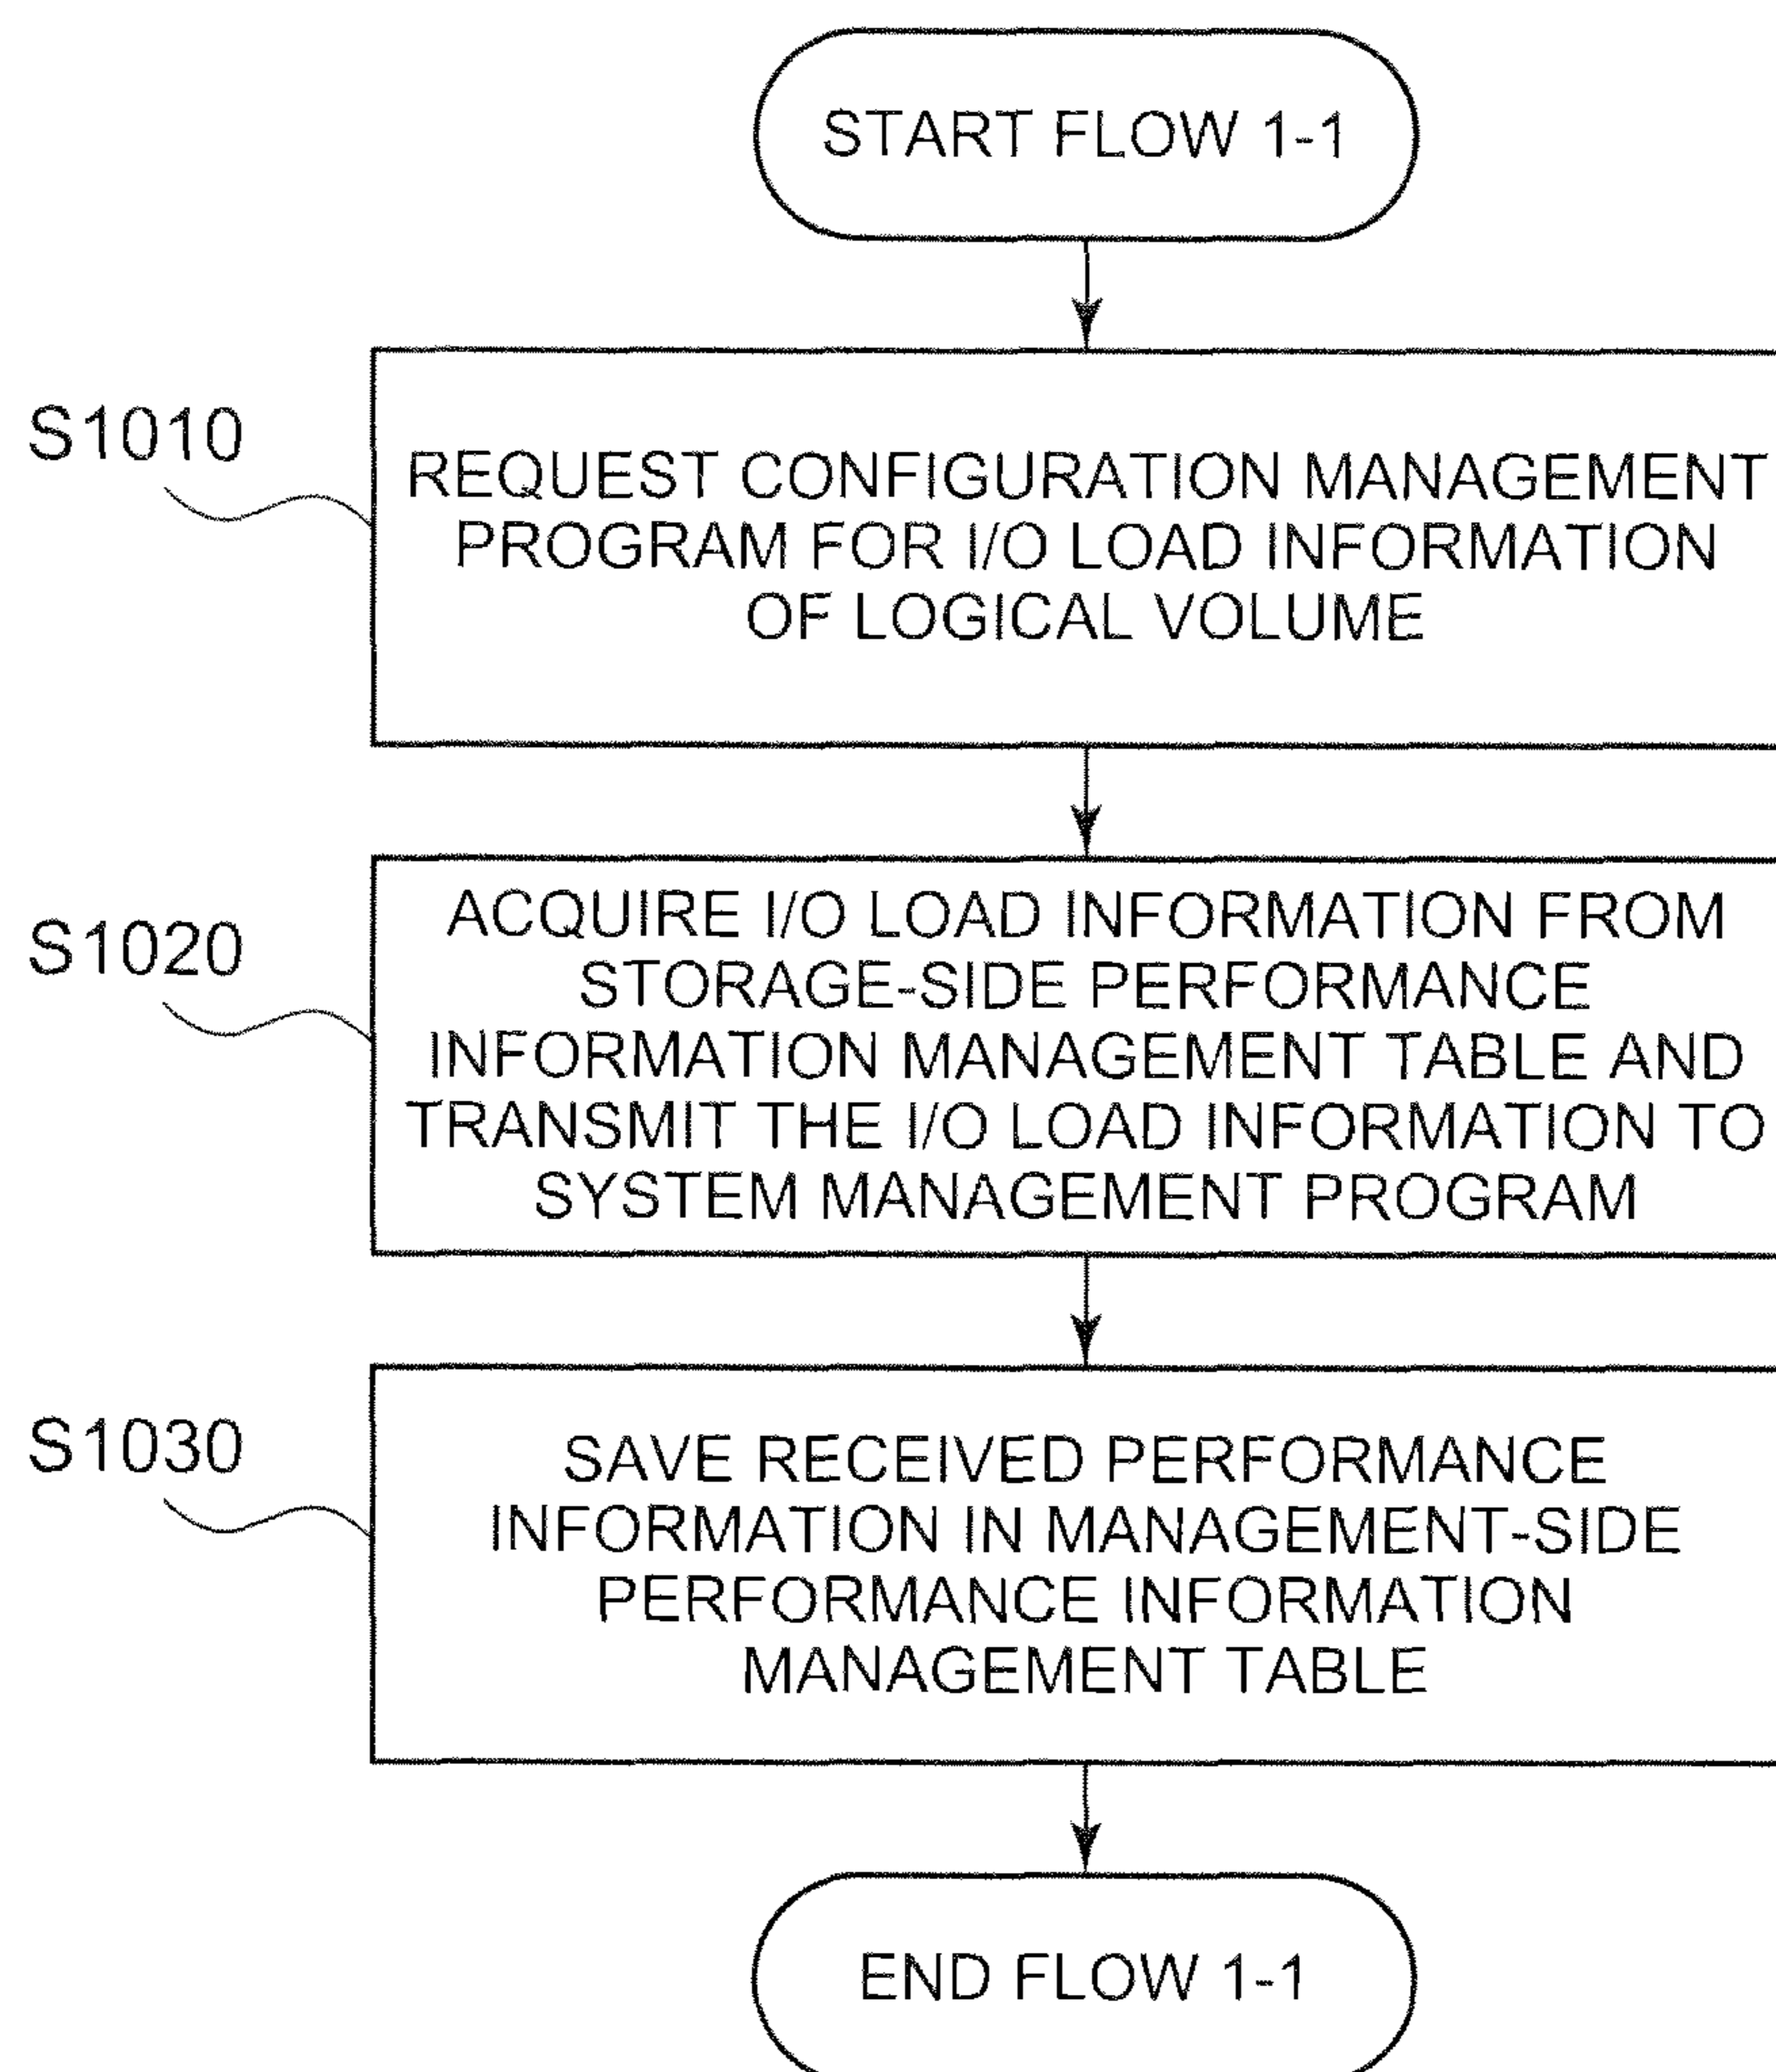 START FLOW 1-1
S1010
REQUEST CONFIGURATION MANAGEMENT
PROGRAM FOR I/O LOAD INFORMATION
OF LOGICAL VOLUME
S1020
ACQUIRE I/O LOAD INFORMATION FROM
STORAGE-SIDE PERFORMANCE
INFORMATION MANAGEMENT TABLE AND
TRANSMIT THE I/O LOAD INFORMATION TO
SYSTEM MANAGEMENT PROGRAM
S1030
SAVE RECEIVED PERFORMANCE
INFORMATION IN MANAGEMENT-SIDE
PERFORMANCE INFORMATION
MANAGEMENT TABLE
END FLOW 1-1